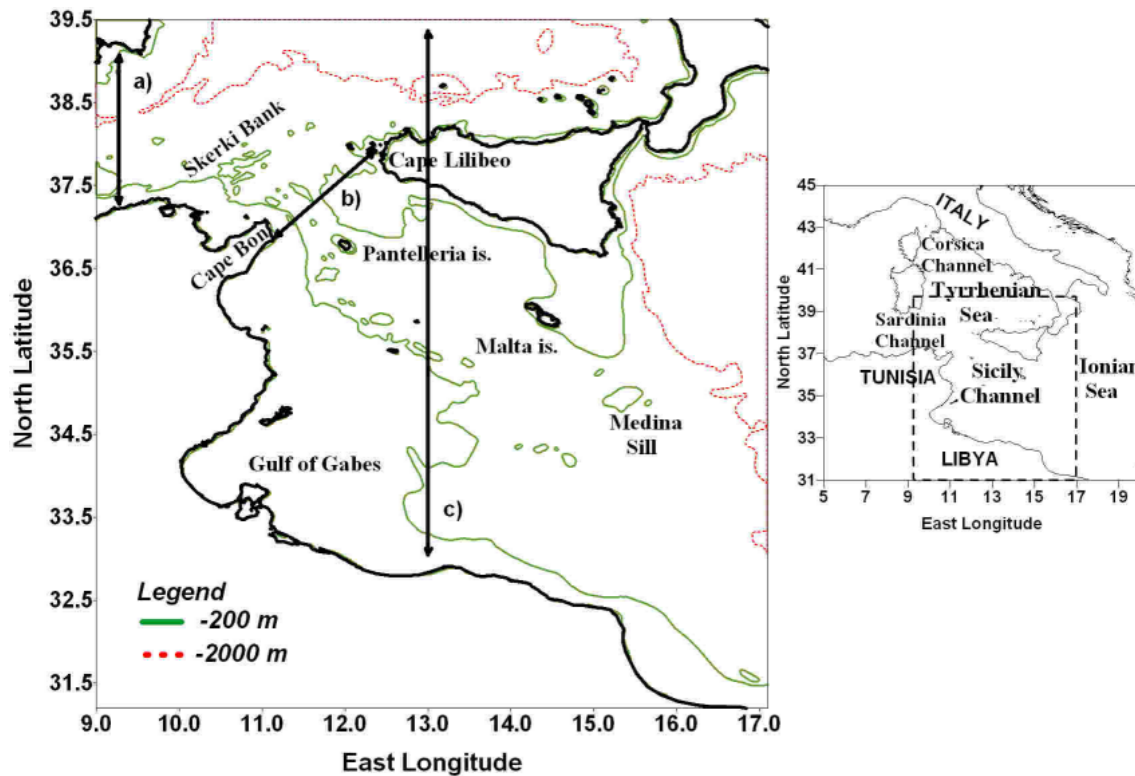 39.5
38.5
37.5
36.5
35.5
34.5
33.5
32.5
31.5
North Latitude
9.0 10.0 11.0 12.0 13.0 14.0 15.0 16.0 17.0
East Longitude
a)
Skerki Bank
Cape Lilibeo
b)
Cape Bon
Pantelleria is.
Malta is.
Medina
Sill
Gulf of Gabes
c)
Legend
-200 m
-2000 m
45
43
41
39
37
35
33
31
North Latitude
5 7 9 11 13 15 17 19
East Longitude
ITALY
Corsica
Channel
Tyrrhenian
Sea
Sardinia
Channel
TUNISIA
Sicily
Channel
Ionian
Sea
LIBYA